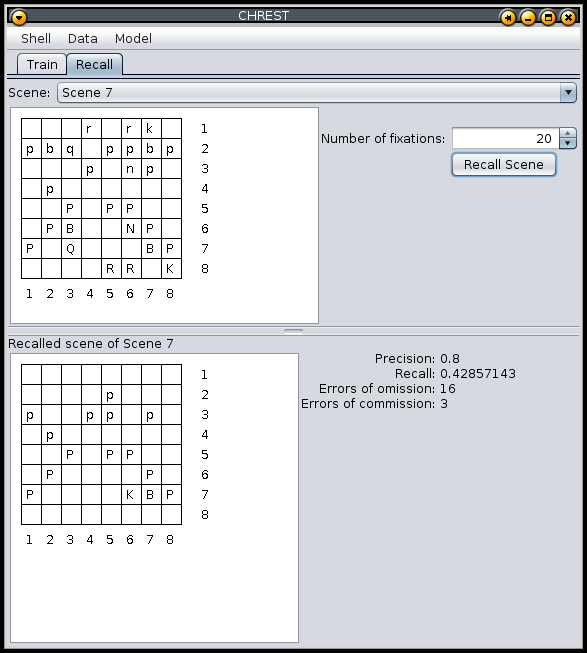 CHREST
Shell Data Model
Train Recall
Scene: Scene 7
r r k 1
p b q p p b p 2
p n p 3
p 4
P P P 5
P B N P 6
P Q B P 7
R R K 8
1 2 3 4 5 6 7 8
Number of fixations: 20
Recall Scene
Recalled scene of Scene 7
1
p 2
p p p p 3
p 4
P P P 5
P P 6
P K B P 7
8
1 2 3 4 5 6 7 8
Precision: 0.8
Recall: 0.42857143
Errors of omission: 16
Errors of commission: 3